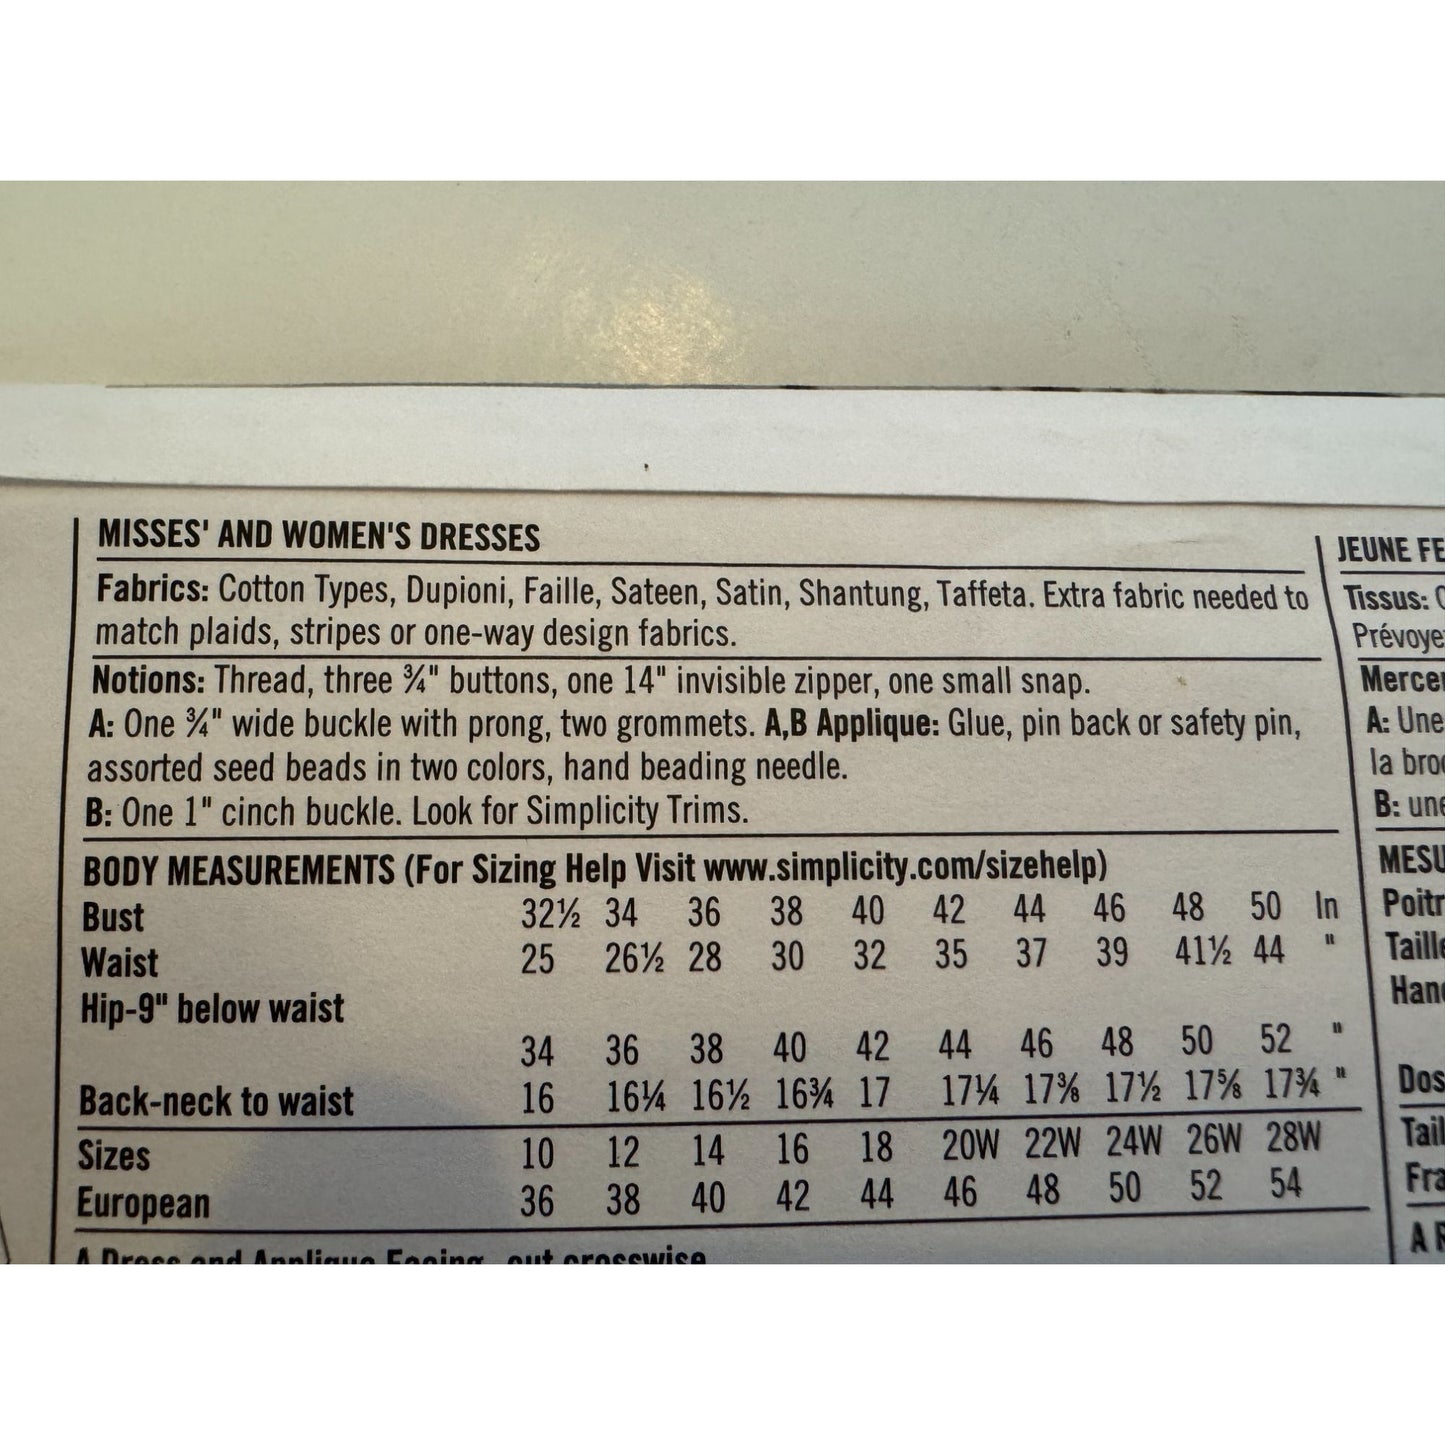 MISSES' AND WOMEN'S DRESSES
Fabrics: Cotton Types, Dupioni, Faille, Sateen, Satin, Shantung, Taffeta. Extra fabric needed to
match plaids, stripes or one-way design fabrics.
Notions: Thread, three ¾" buttons, one 14" invisible zipper, one small snap.
A: One ¾" wide buckle with prong, two grommets. A,B Applique: Glue, pin back or safety pin,
assorted seed beads in two colors, hand beading needle.
B: One 1" cinch buckle. Look for Simplicity Trims.
BODY MEASUREMENTS (For Sizing Help Visit www.simplicity.com/sizehelp)
Bust 32½ 34 36 38 40 42 44 46 48 50 In
Waist 25 26½ 28 30 32 35 37 39 41½ 44 "
Hip-9" below waist
34 36 38 40 42 44 46 48 50 52 "
Back-neck to waist 16 16¼ 16½ 16¾ 17 17¼ 17⅜ 17½ 17⅝ 17¾ "
Sizes 10 12 14 16 18 20W 22W 24W 26W 28W
European 36 38 40 42 44 46 48 50 52 54
A Dress and Applique Facing, cut crosswise
JEUNE FE
Tissus: C
Prévoye
Mercer
A: Une
la bro
B: une
MESU
Poitr
Taille
Hanc
Dos
Tail
Fra
A R